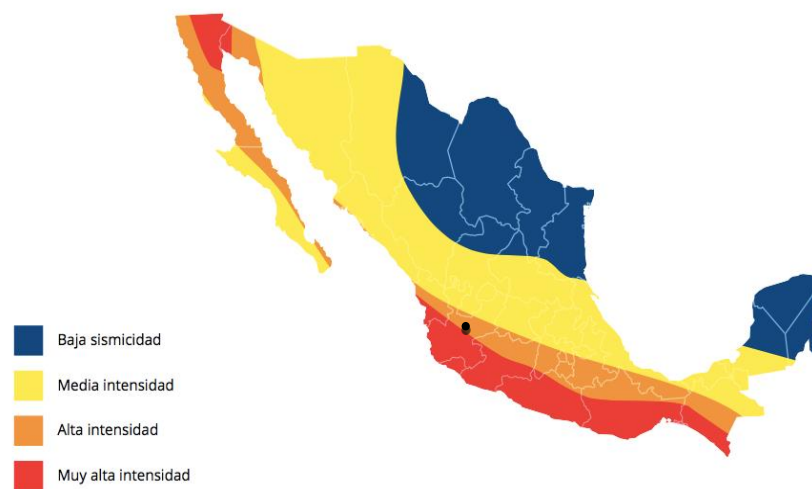 Baja sismicidad
Media intensidad
Alta intensidad
Muy alta intensidad